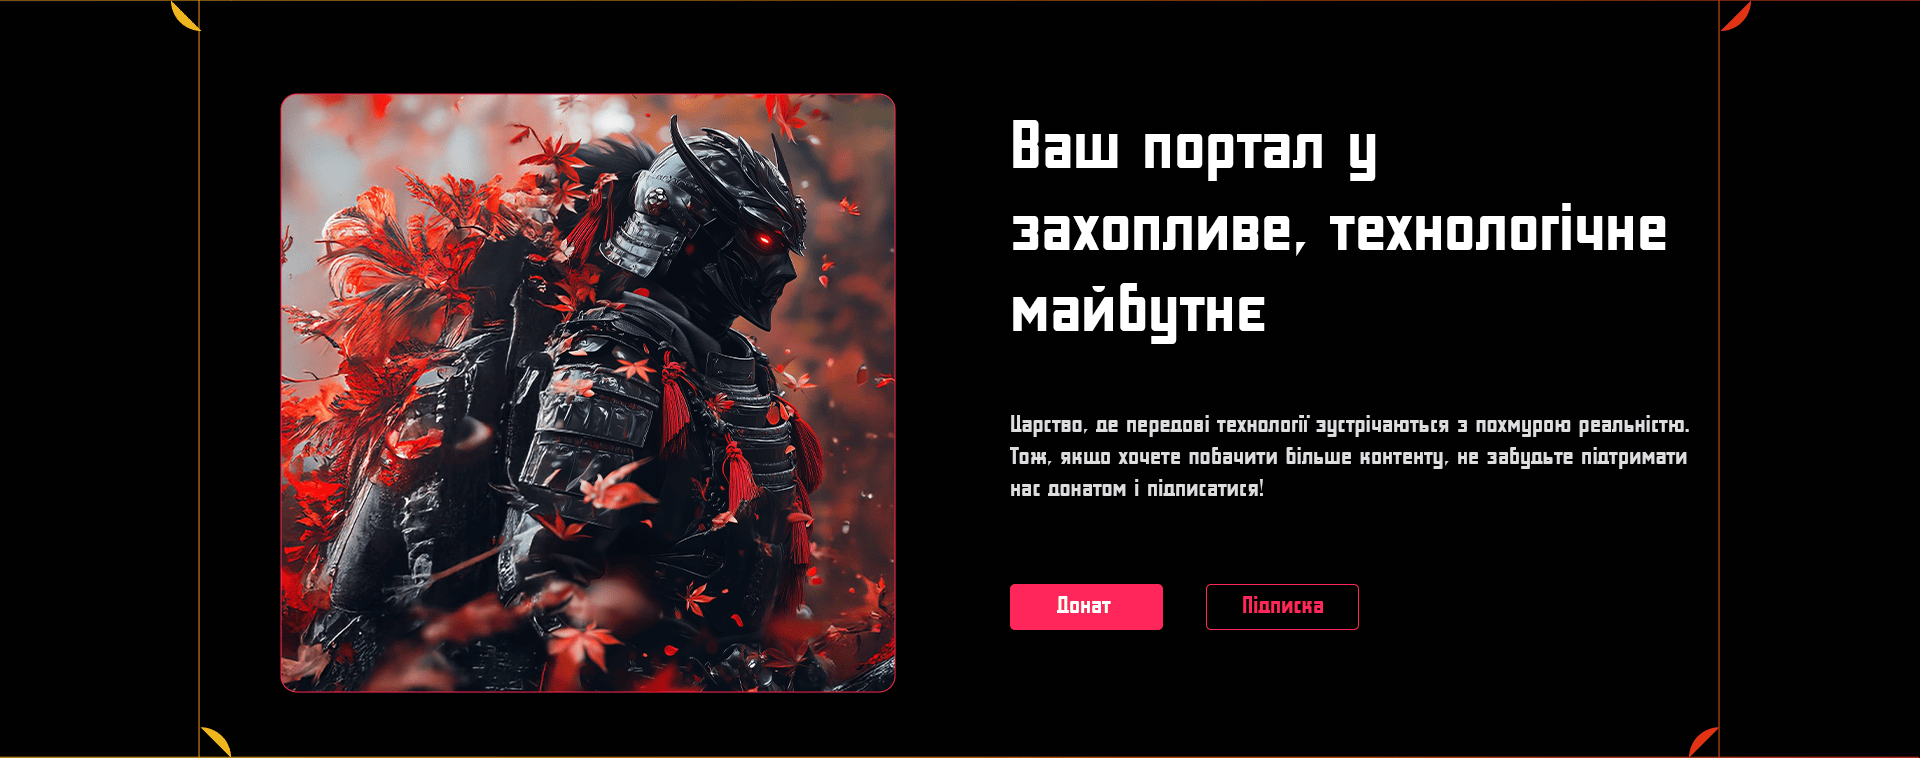 Ваш портал у
захопливе, технологічне
майбутнє
Царство, де передові технології зустрічаються з похмурою реальністю.
Тож, якщо хочете побачити більше контенту, не забудьте підтримати
нас донатом і підписатися!
Донат
Підписка